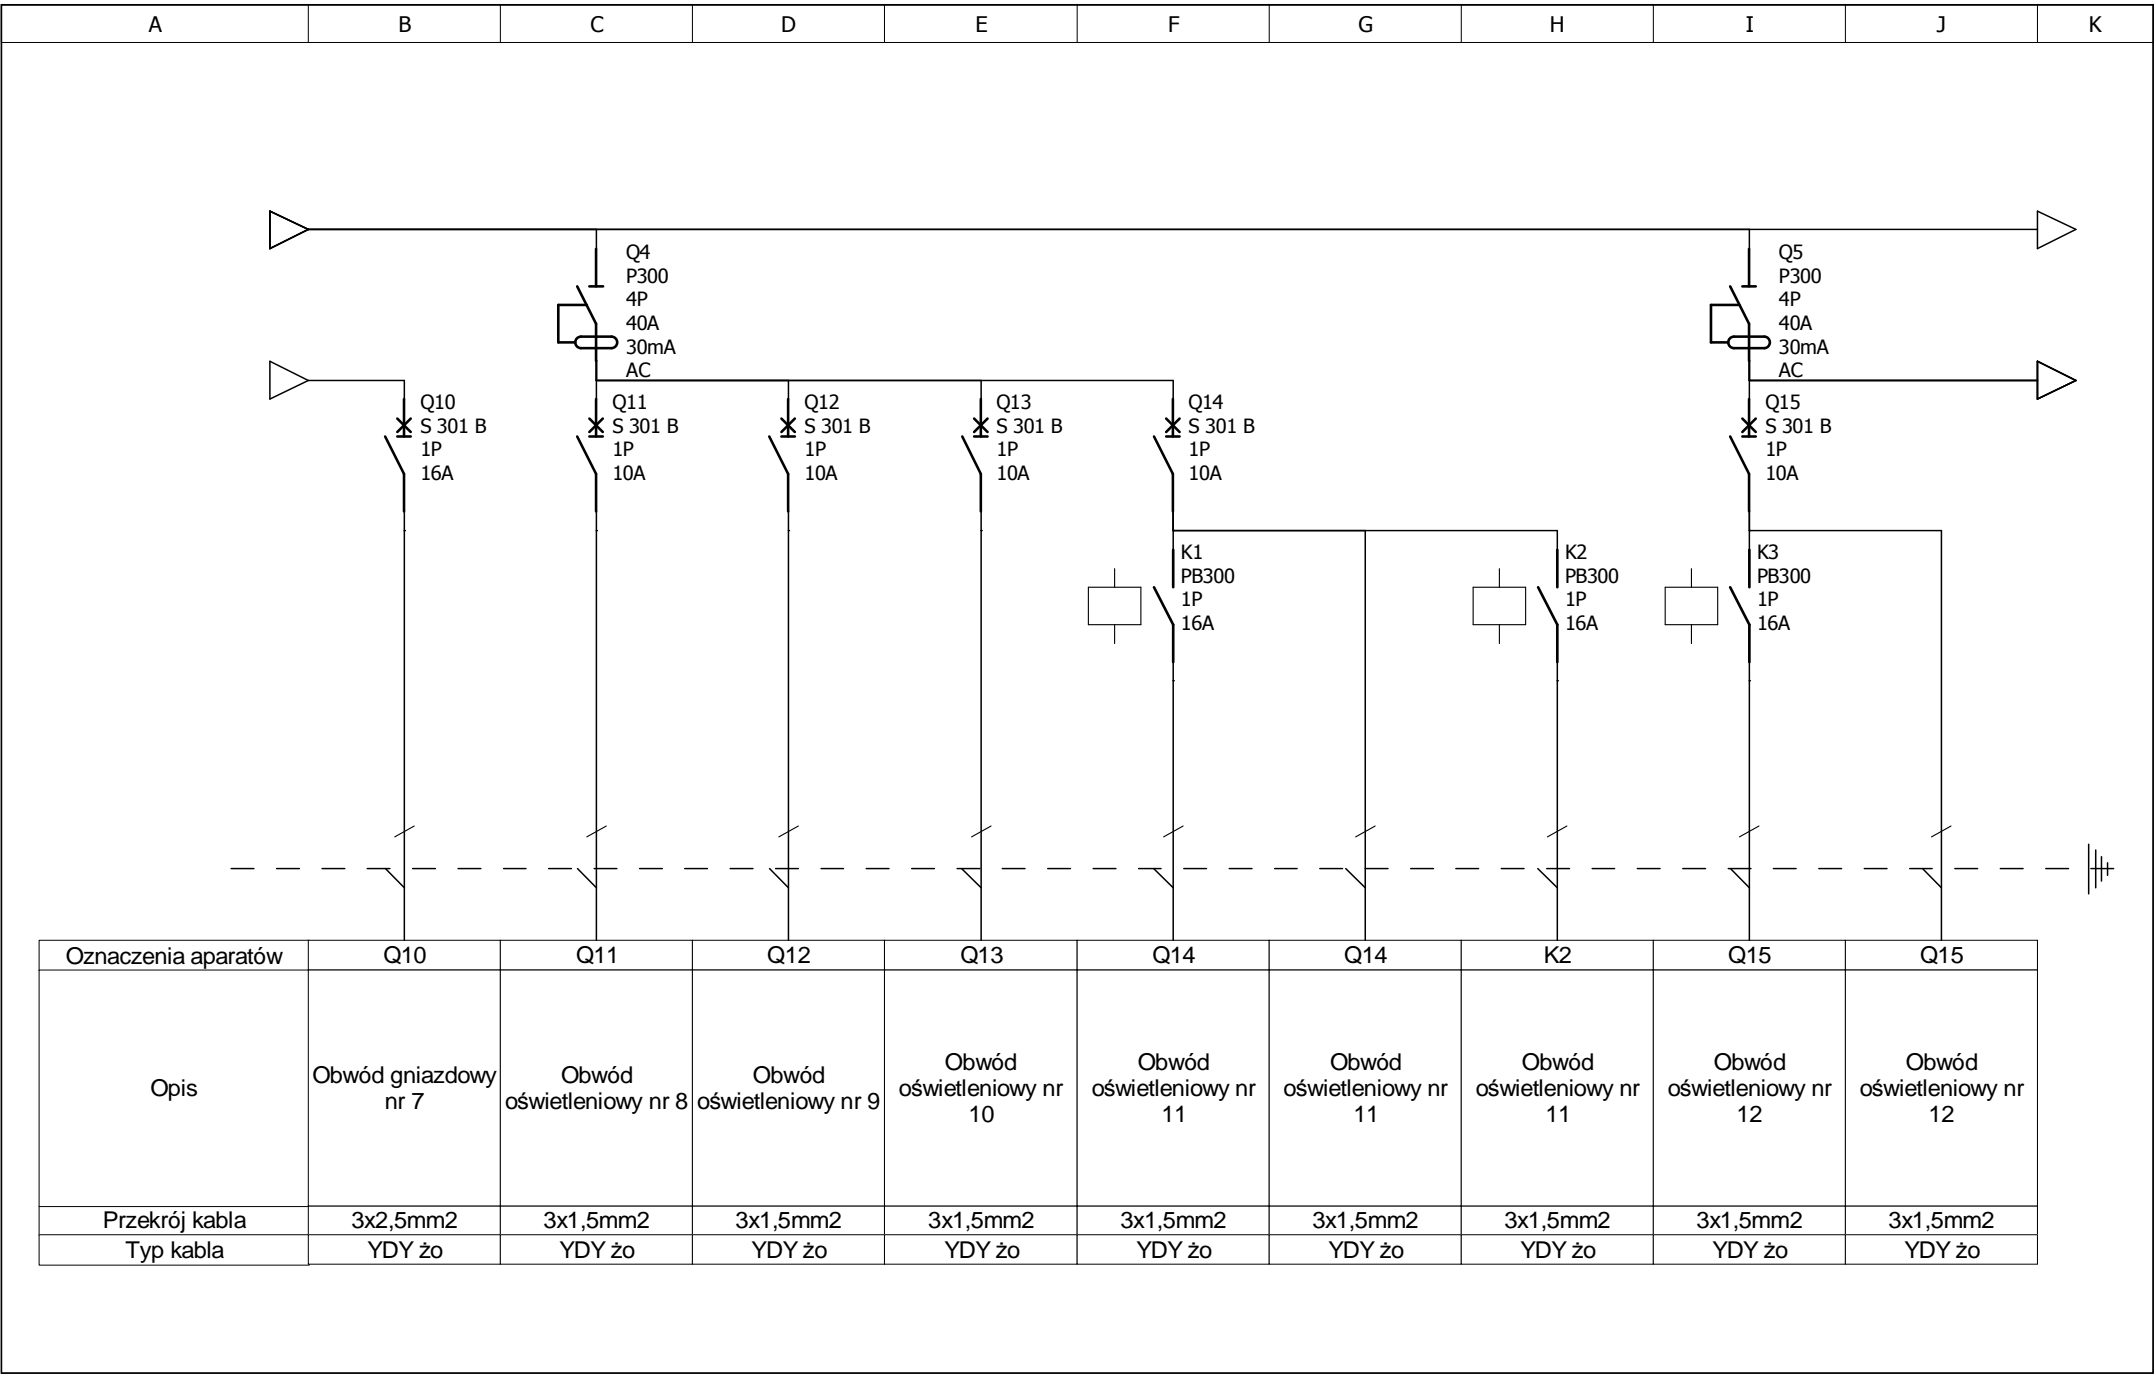 A B C D E F G H I J K
Q4
P300
4P
40A
30mA
AC
Q5
P300
4P
40A
30mA
AC
Q10
S 301 B
1P
16A
Q11
S 301 B
1P
10A
Q12
S 301 B
1P
10A
Q13
S 301 B
1P
10A
Q14
S 301 B
1P
10A
Q15
S 301 B
1P
10A
K1
PB300
1P
16A
K2
PB300
1P
16A
K3
PB300
1P
16A
Oznaczenia aparatów Q10 Q11 Q12 Q13 Q14 Q14 K2 Q15 Q15
Opis
Obwód gniazdowy
nr 7
Obwód
oświetleniowy nr 8
Obwód
oświetleniowy nr 9
Obwód
oświetleniowy nr
10
Obwód
oświetleniowy nr
11
Obwód
oświetleniowy nr
11
Obwód
oświetleniowy nr
11
Obwód
oświetleniowy nr
12
Obwód
oświetleniowy nr
12
Przekrój kabla 3x2,5mm2 3x1,5mm2 3x1,5mm2 3x1,5mm2 3x1,5mm2 3x1,5mm2 3x1,5mm2 3x1,5mm2 3x1,5mm2
Typ kabla YDY żo YDY żo YDY żo YDY żo YDY żo YDY żo YDY żo YDY żo YDY żo